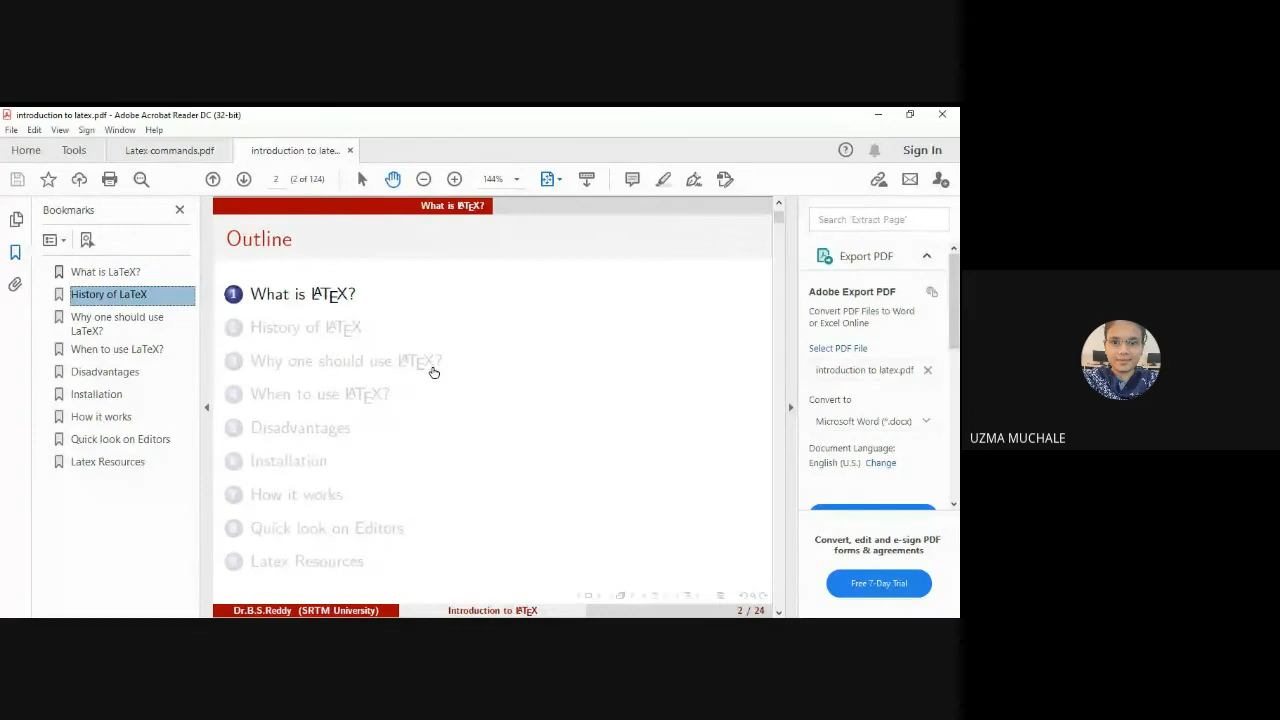 introduction to latex.pdf - Adobe Acrobat Reader DC (32-bit)
File Edit View Sign Window Help
Home Tools Latex commands.pdf introduction to late... × Sign In
2 (2 of 124) 144%
Bookmarks
What is LaTeX?
History of LaTeX
Why one should use
LaTeX?
When to use LaTeX?
Disadvantages
Installation
How it works
Quick look on Editors
Latex Resources
What is LATEX?
Outline
1 What is LATEX?
2 History of LATEX
3 Why one should use LATEX?
4 When to use LATEX?
5 Disadvantages
6 Installation
7 How it works
8 Quick look on Editors
9 Latex Resources
Dr.B.S.Reddy (SRTM University) Introduction to LATEX 2 / 24
Search 'Extract Page'
Export PDF
Adobe Export PDF
Convert PDF Files to Word
or Excel Online
Select PDF File
introduction to latex.pdf
Convert to
Microsoft Word (*.docx)
Document Language:
English (U.S.) Change
Convert, edit and e-sign PDF
forms & agreements
Free 7-Day Trial
UZMA MUCHALE